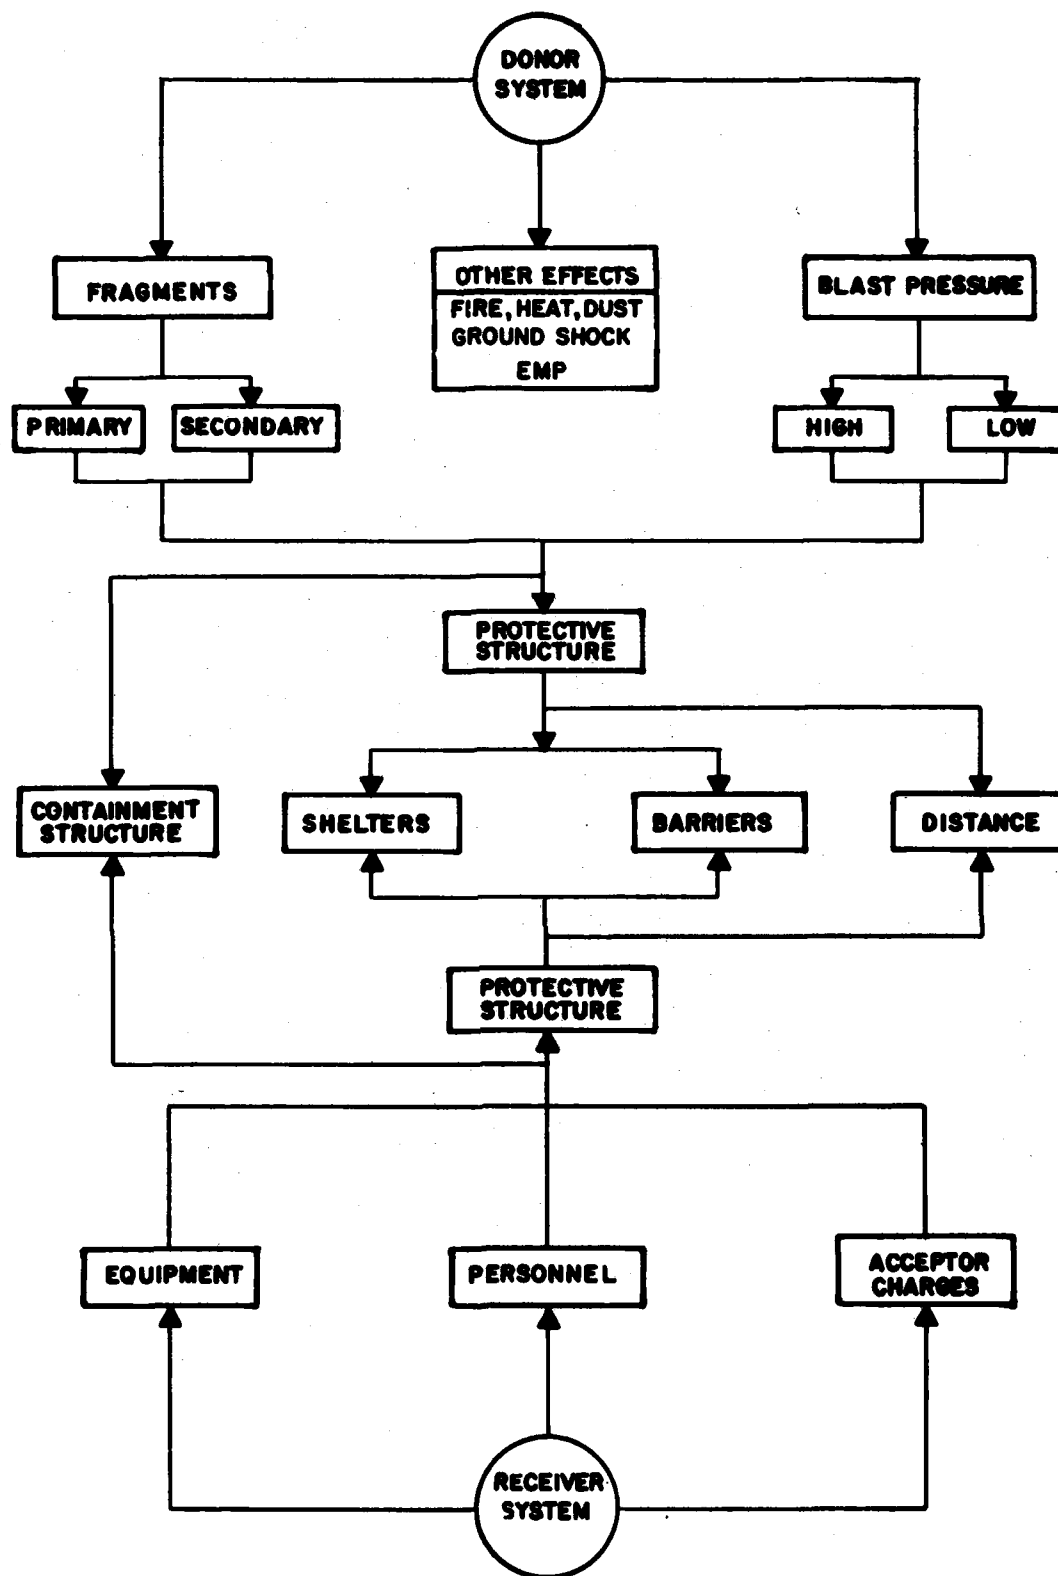 DONOR
SYSTEM
FRAGMENTS
OTHER EFFECTS
FIRE, HEAT, DUST
GROUND SHOCK
EMP
BLAST PRESSURE
PRIMARY
SECONDARY
HIGH
LOW
PROTECTIVE
STRUCTURE
CONTAINMENT
STRUCTURE
SHELTERS
BARRIERS
DISTANCE
PROTECTIVE
STRUCTURE
EQUIPMENT
PERSONNEL
ACCEPTOR
CHARGES
RECEIVER
SYSTEM